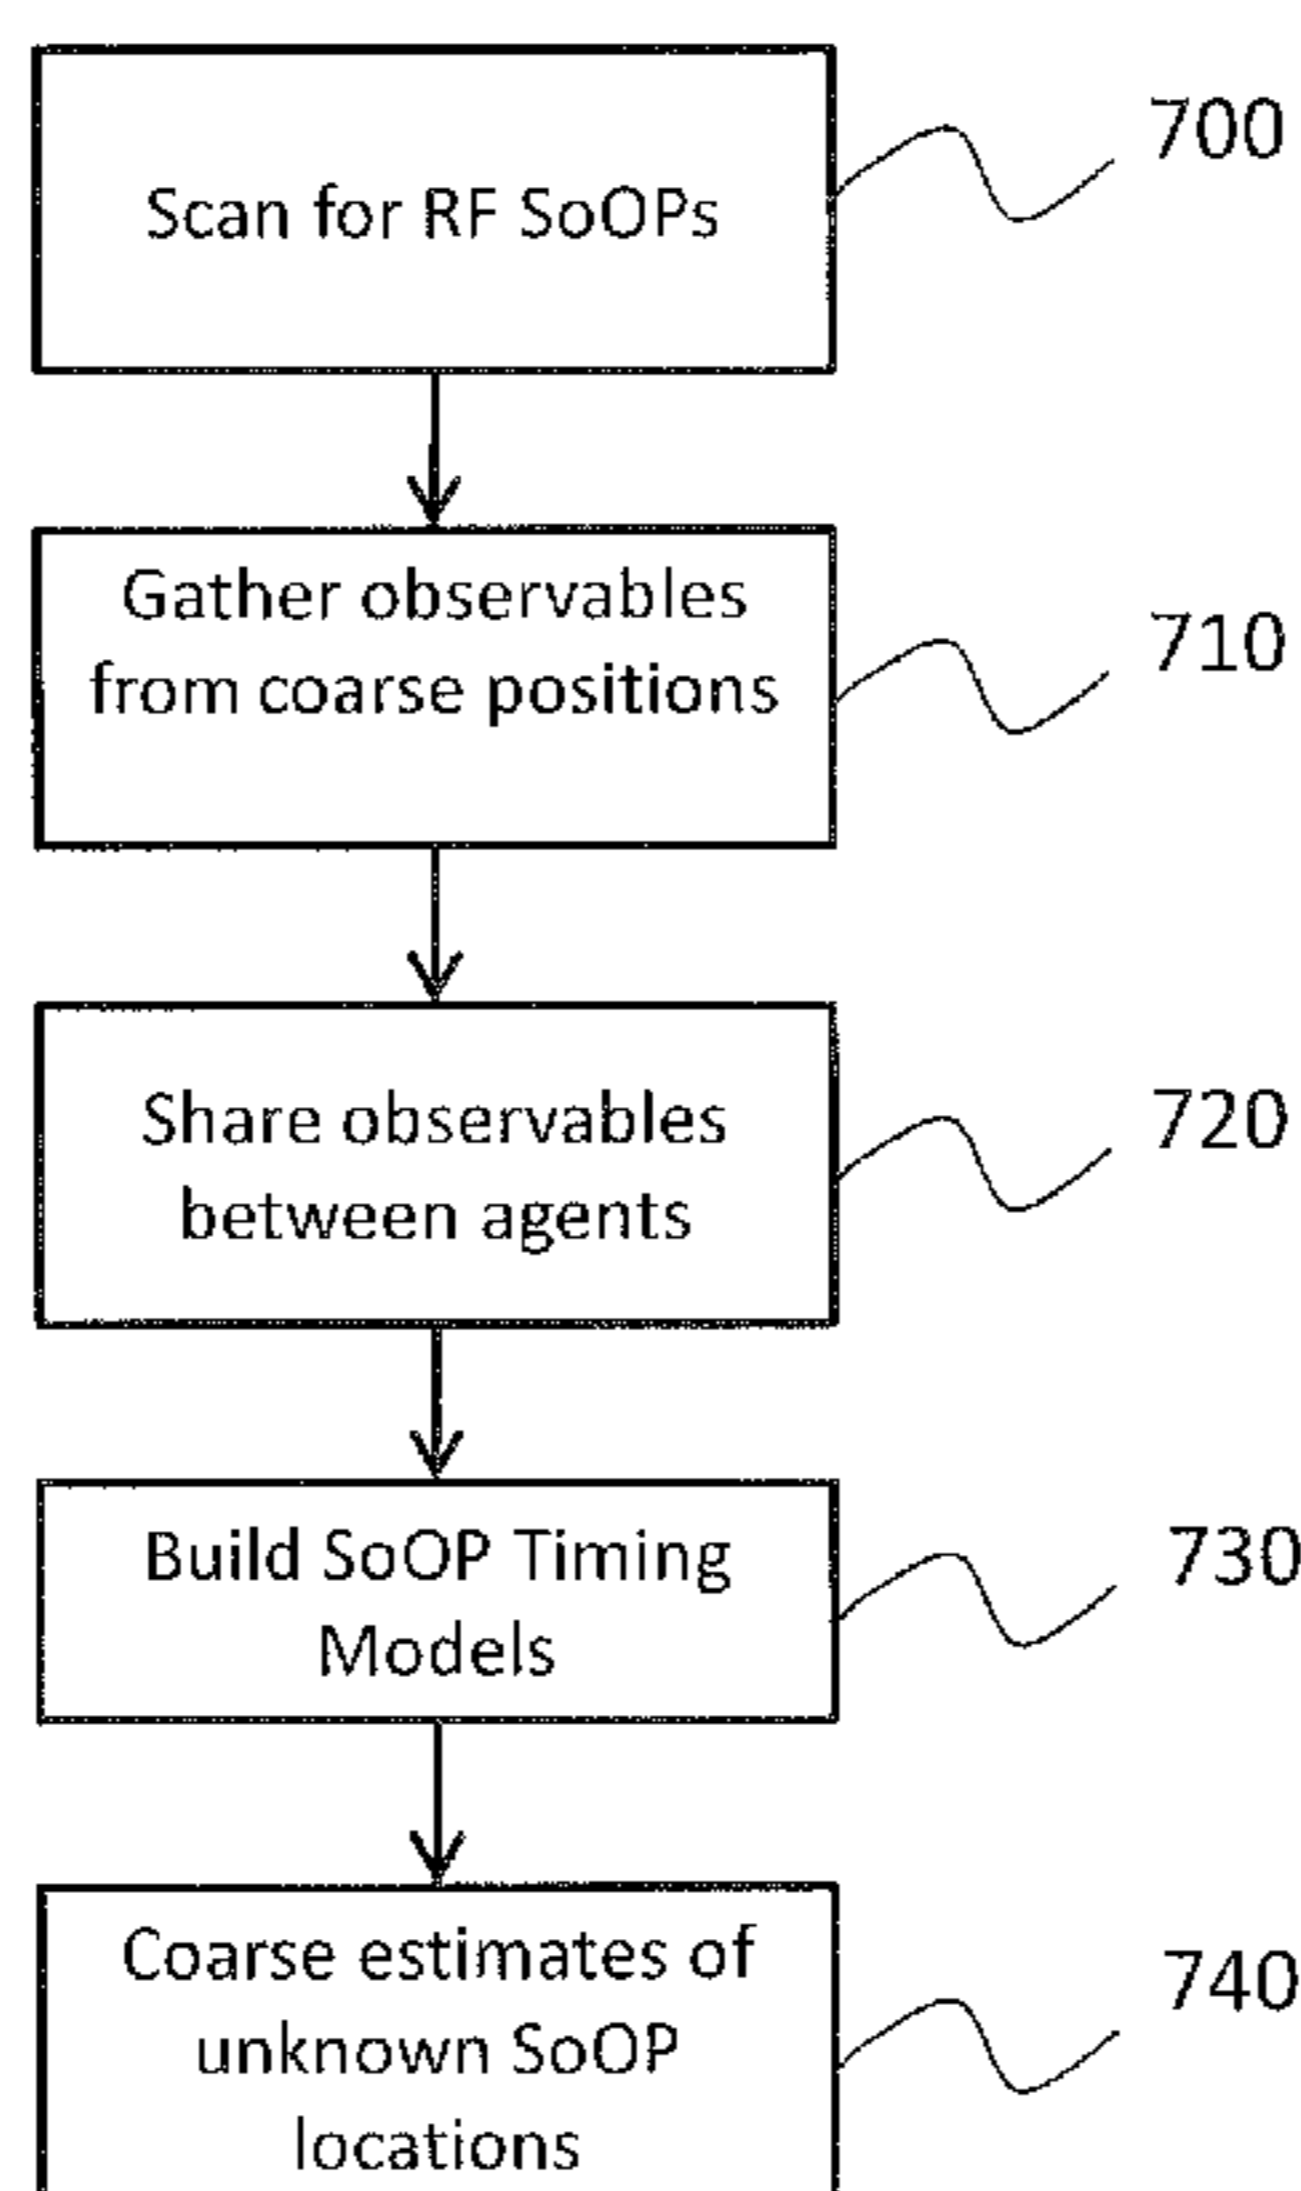 Scan for RF SoOPs
700
Gather observables
from coarse positions
710
Share observables
between agents
720
Build SoOP Timing
Models
730
Coarse estimates of
unknown SoOP
locations
740